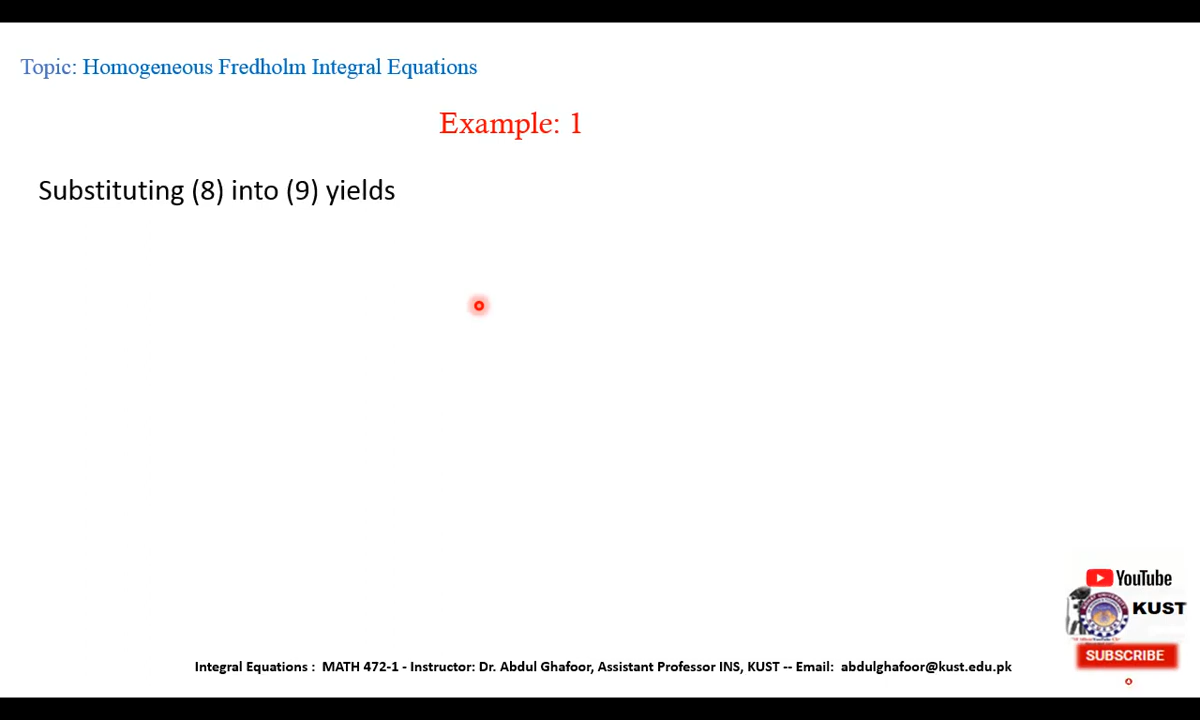 Topic: Homogeneous Fredholm Integral Equations
Example: 1
Substituting (8) into (9) yields
YouTube
KUST
SUBSCRIBE
Integral Equations : MATH 472-1 - Instructor: Dr. Abdul Ghafoor, Assistant Professor INS, KUST -- Email: abdulghafoor@kust.edu.pk